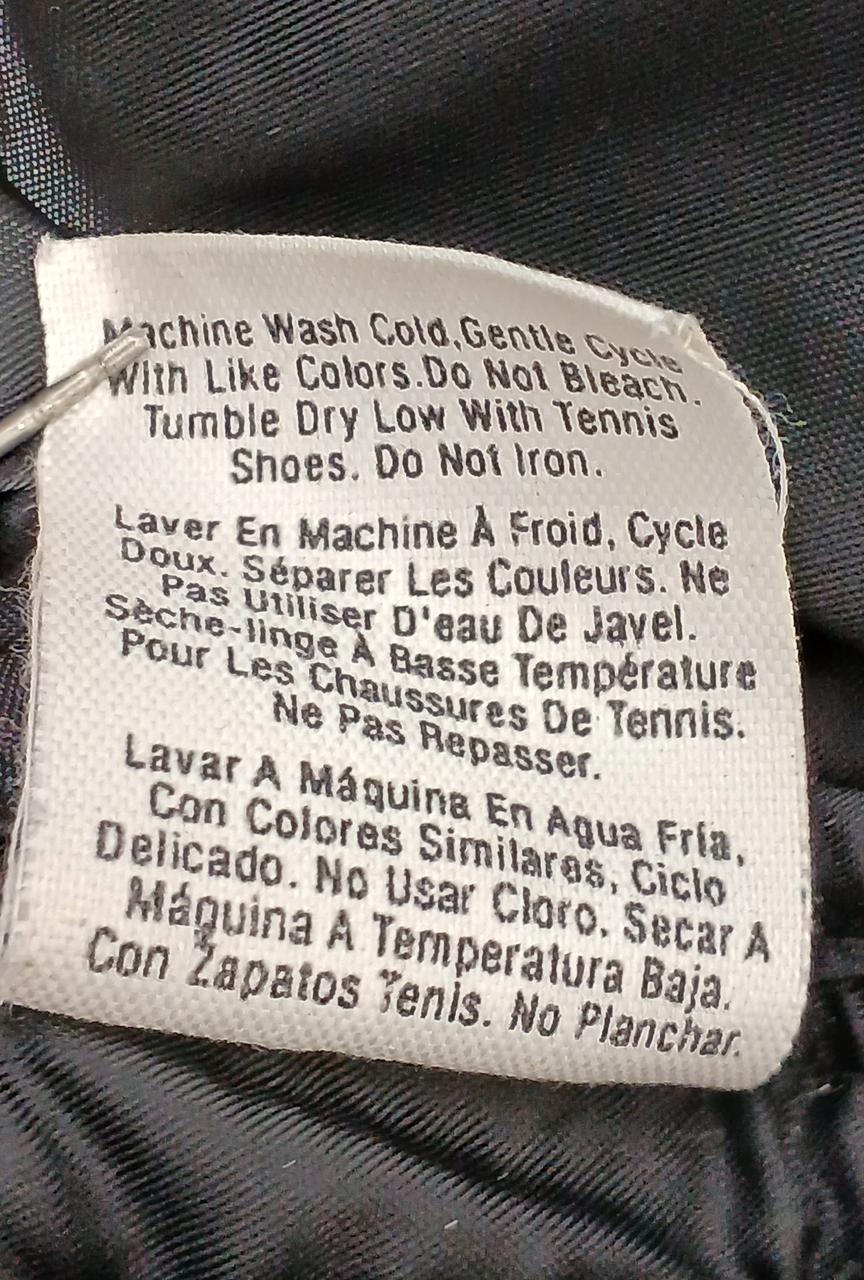 Machine Wash Cold,Gentle Cycle
With Like Colors.Do Not Bleach.
Tumble Dry Low With Tennis
Shoes. Do Not Iron.
Laver En Machine À Froid, Cycle
Doux. Séparer Les Couleurs. Ne
Pas Utiliser D'eau De Javel.
Sèche-linge À Basse Température
Pour Les Chaussures De Tennis.
Ne Pas Repasser.
Lavar A Máquina En Agua Fría,
Con Colores Similares, Ciclo
Delicado. No Usar Cloro. Secar A
Máquina A Temperatura Baja.
Con Zapatos Tenis. No Planchar.